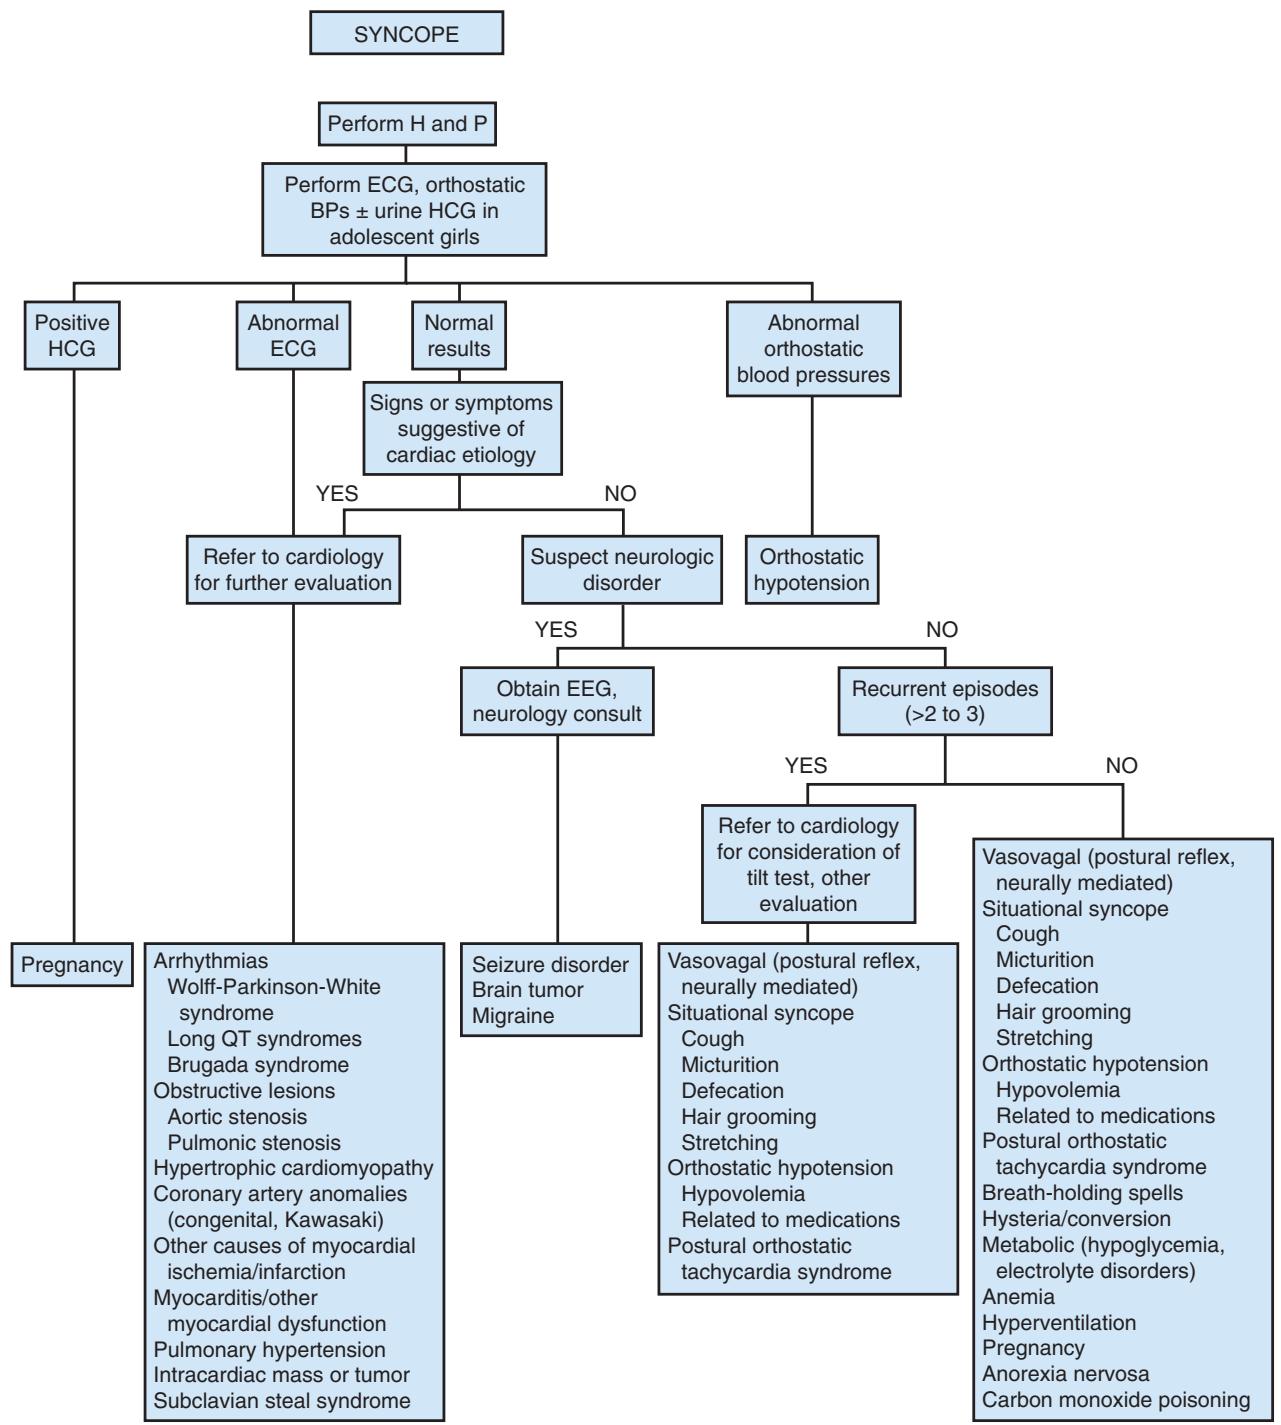 SYNCOPE
Perform H and P
Perform ECG, orthostatic
BPs ± urine HCG in
adolescent girls
Positive
HCG
Abnormal
ECG
Normal
results
Abnormal
orthostatic
blood pressures
Signs or symptoms
suggestive of
cardiac etiology
YES
NO
Refer to cardiology
for further evaluation
Suspect neurologic
disorder
Orthostatic
hypotension
YES
NO
Obtain EEG,
neurology consult
Recurrent episodes
(>2 to 3)
YES
NO
Refer to cardiology
for consideration of
tilt test, other
evaluation
Pregnancy
Arrhythmias
Wolff-Parkinson-White
syndrome
Long QT syndromes
Brugada syndrome
Obstructive lesions
Aortic stenosis
Pulmonic stenosis
Hypertrophic cardiomyopathy
Coronary artery anomalies
(congenital, Kawasaki)
Other causes of myocardial
ischemia/infarction
Myocarditis/other
myocardial dysfunction
Pulmonary hypertension
Intracardiac mass or tumor
Subclavian steal syndrome
Seizure disorder
Brain tumor
Migraine
Vasovagal (postural reflex,
neurally mediated)
Situational syncope
Cough
Micturition
Defecation
Hair grooming
Stretching
Orthostatic hypotension
Hypovolemia
Related to medications
Postural orthostatic
tachycardia syndrome
Vasovagal (postural reflex,
neurally mediated)
Situational syncope
Cough
Micturition
Defecation
Hair grooming
Stretching
Orthostatic hypotension
Hypovolemia
Related to medications
Postural orthostatic
tachycardia syndrome
Breath-holding spells
Hysteria/conversion
Metabolic (hypoglycemia,
electrolyte disorders)
Anemia
Hyperventilation
Pregnancy
Anorexia nervosa
Carbon monoxide poisoning